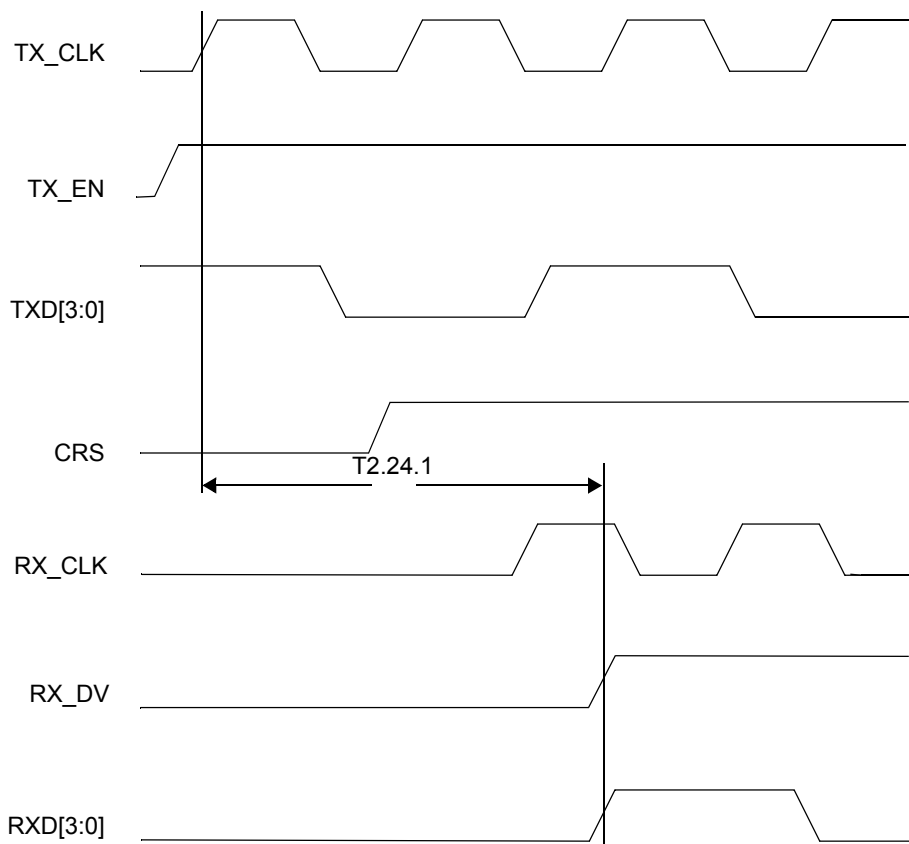 TX_CLK
TX_EN
TXD[3:0]
CRS
T2.24.1
RX_CLK
RX_DV
RXD[3:0]